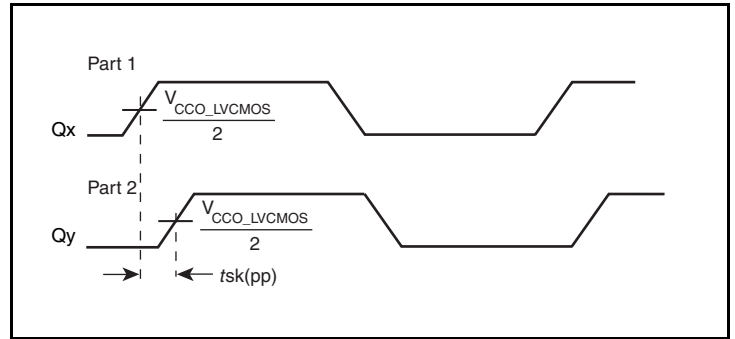 Part 1
Qx
VCCO_LVCMOS
2
Part 2
Qy
VCCO_LVCMOS
2
tsk(pp)